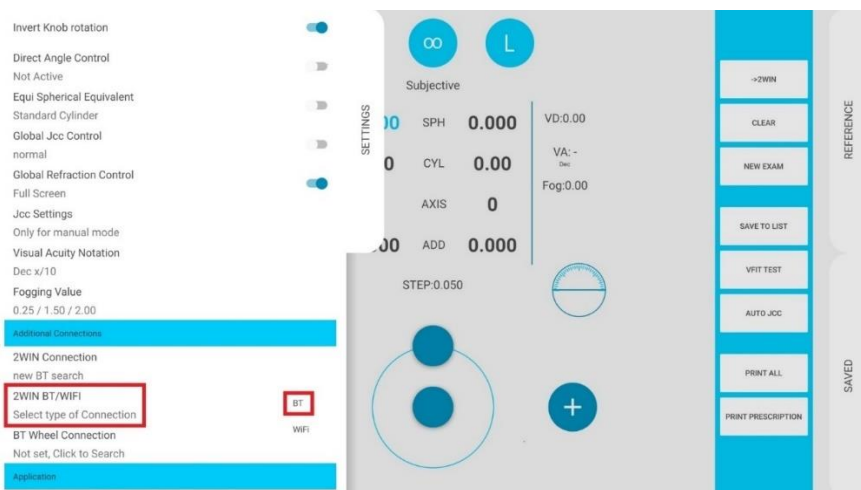 Invert Knob rotation
Direct Angle Control
Not Active
Equi Spherical Equivalent
Standard Cylinder
Global Jcc Control
normal
Global Refraction Control
Full Screen
Jcc Settings
Only for manual mode
Visual Acuity Notation
Dec x/10
Fogging Value
0.25 / 1.50 / 2.00
Additional Connections
2WIN Connection
new BT search
2WIN BT/WIFI
Select type of Connection
BT
WiFi
BT Wheel Connection
Not set, Click to Search
Application
SETTINGS
∞ L
Subjective
00 SPH 0.000
0 CYL 0.00
AXIS 0
00 ADD 0.000
VD:0.00
VA: -
Dec
Fog:0.00
STEP:0.050
+
->2WIN
CLEAR
NEW EXAM
SAVE TO LIST
VFIT TEST
AUTO JCC
PRINT ALL
PRINT PRESCRIPTION
REFERENCE
SAVED